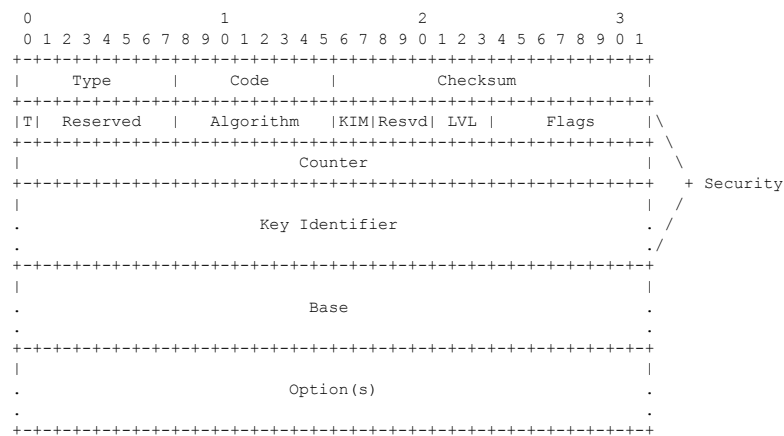 0                   1                   2                   3
 0 1 2 3 4 5 6 7 8 9 0 1 2 3 4 5 6 7 8 9 0 1 2 3 4 5 6 7 8 9 0 1
+-+-+-+-+-+-+-+-+-+-+-+-+-+-+-+-+-+-+-+-+-+-+-+-+-+-+-+-+-+-+-+-+
|     Type      |     Code      |          Checksum             |
+-+-+-+-+-+-+-+-+-+-+-+-+-+-+-+-+-+-+-+-+-+-+-+-+-+-+-+-+-+-+-+-+
|T|  Reserved   |   Algorithm   |KIM|Resvd| LVL |     Flags     |\
+-+-+-+-+-+-+-+-+-+-+-+-+-+-+-+-+-+-+-+-+-+-+-+-+-+-+-+-+-+-+-+-+ \
|                            Counter                            |  \
+-+-+-+-+-+-+-+-+-+-+-+-+-+-+-+-+-+-+-+-+-+-+-+-+-+-+-+-+-+-+-+-+   + Security
|                                                               |  /
.                        Key Identifier                         . /
.                                                               ./
+-+-+-+-+-+-+-+-+-+-+-+-+-+-+-+-+-+-+-+-+-+-+-+-+-+-+-+-+-+-+-+-+
|                                                               |
.                             Base                              .
.                                                               .
+-+-+-+-+-+-+-+-+-+-+-+-+-+-+-+-+-+-+-+-+-+-+-+-+-+-+-+-+-+-+-+-+
|                                                               |
.                           Option(s)                           .
.                                                               .
+-+-+-+-+-+-+-+-+-+-+-+-+-+-+-+-+-+-+-+-+-+-+-+-+-+-+-+-+-+-+-+-+